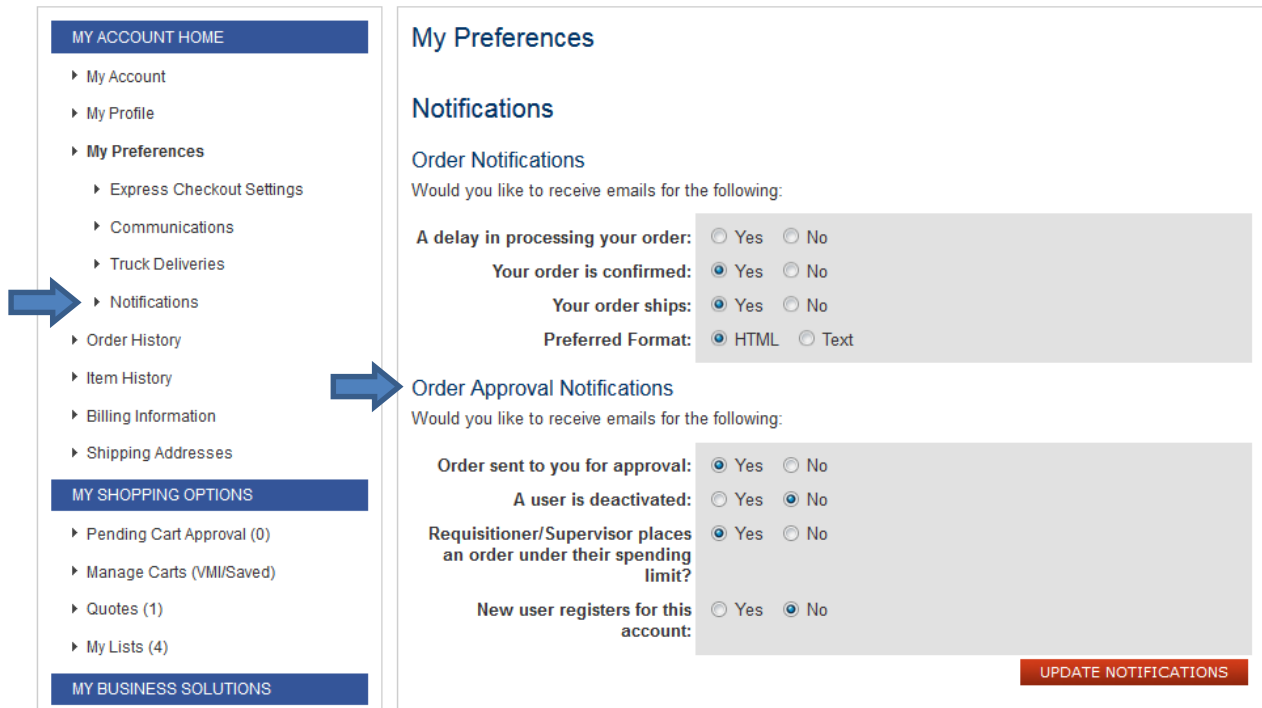 MY ACCOUNT HOME
My Account
My Profile
My Preferences
Express Checkout Settings
Communications
Truck Deliveries
Notifications
Order History
Item History
Billing Information
Shipping Addresses
MY SHOPPING OPTIONS
Pending Cart Approval (0)
Manage Carts (VMI/Saved)
Quotes (1)
My Lists (4)
MY BUSINESS SOLUTIONS
My Preferences
Notifications
Order Notifications
Would you like to receive emails for the following:
A delay in processing your order: Yes No
Your order is confirmed: Yes No
Your order ships: Yes No
Preferred Format: HTML Text
Order Approval Notifications
Would you like to receive emails for the following:
Order sent to you for approval: Yes No
A user is deactivated: Yes No
Requisitioner/Supervisor places Yes No
an order under their spending
limit?
New user registers for this Yes No
account:
UPDATE NOTIFICATIONS